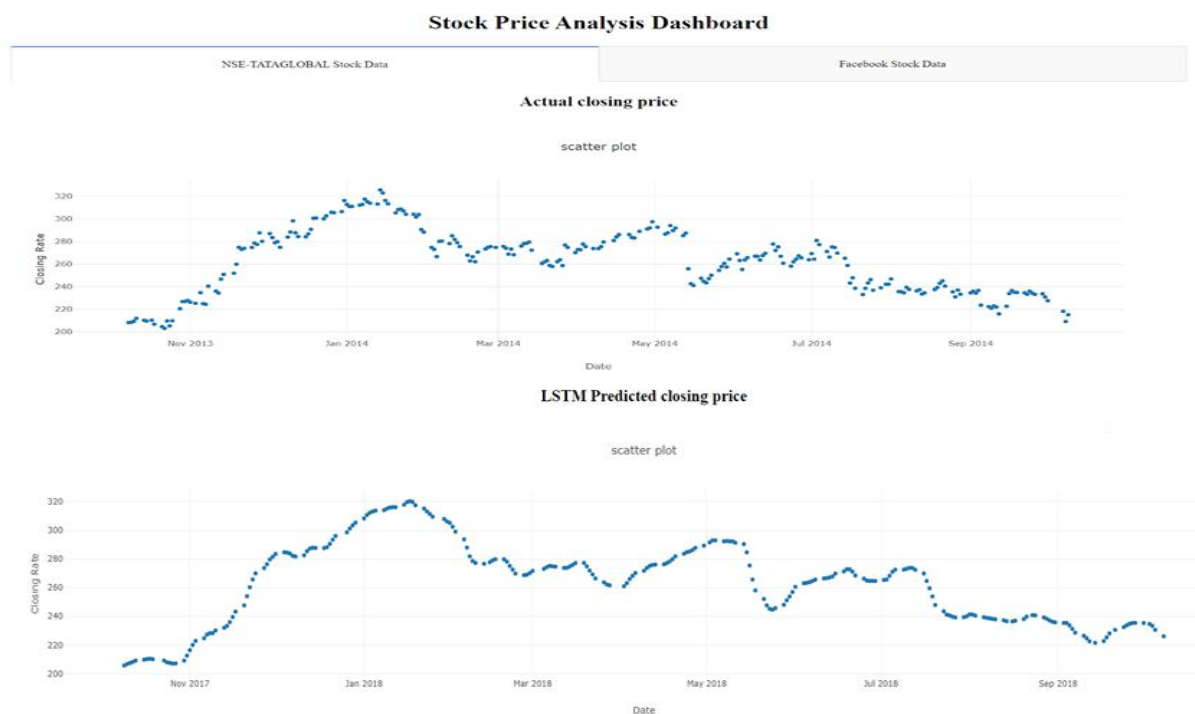 Stock Price Analysis Dashboard
NSE-TATAGLOBAL Stock Data Facebook Stock Data
Actual closing price
scatter plot
320
300
280
260
240
220
200
Closing Rate
Nov 2013 Jan 2014 Mar 2014 May 2014 Jul 2014 Sep 2014
Date
LSTM Predicted closing price
scatter plot
320
300
280
260
240
220
200
Closing Rate
Nov 2017 Jan 2018 Mar 2018 May 2018 Jul 2018 Sep 2018
Date